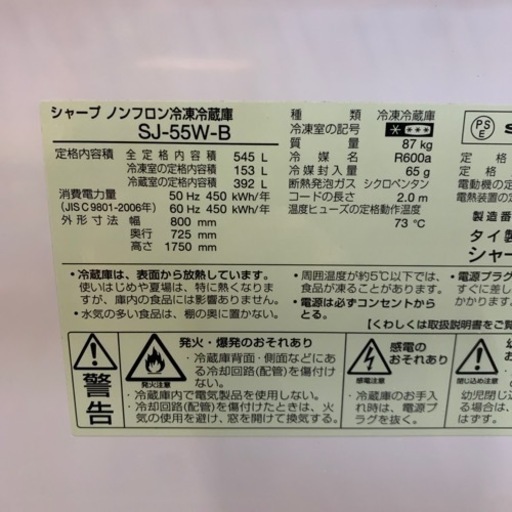 シャープ ノンフロン冷凍冷蔵庫
SJ-55W-B
定格内容積 全定格内容積 545 L
冷凍室の定格内容積 153 L
冷蔵室の定格内容積 392 L
消費電力量 50 Hz 450 kWh/年
(JIS C 9801-2006年) 60 Hz 450 kWh/年
外形寸法 幅 800 mm
奥行 725 mm
高さ 1750 mm
種類 冷凍冷蔵庫
冷凍室の記号
質量 87 kg
冷媒名 R600a
冷媒封入量 65 g
断熱発泡ガス シクロペンタン
コードの長さ 2.0 m
温度ヒューズの定格動作温度
73 ℃
PS
E
定格
定格
電動機の定
電熱装置の定
製造番
タイ製
シャー
・冷蔵庫は、表面から放熱しています。
使いはじめや夏場は、特に熱くなりま
すが、庫内の食品には影響ありません。
・水気の多い食品は、棚の奥に置かない。
・周囲温度が約5℃以下では、
食品が凍ることがあります。
・電源は必ずコンセントから
とる。
・電源プラグ
すぐに差し
かかり
【くわしくは取扱説明書をご覧
警告
発火注意
発火・爆発のおそれあり
・冷蔵庫背面・側面などにあ
る冷却回路(配管)を傷付け
ない。
・冷蔵庫内で電気製品を使用しない。
・冷却回路(配管)を傷付けたときは、火
気の使用を避け、窓を開けて換気する。
感電注意
感電の
おそれあり
・冷蔵庫のお手入
れ時は、電源プ
ラグを抜く。
閉じ込め注意
幼児閉じ込
る場合は、
はずす。